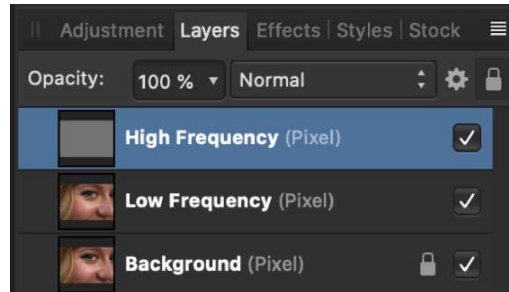 Adjustment Layers Effects | Styles | Stock
Opacity: 100 % Normal
High Frequency (Pixel)
Low Frequency (Pixel)
Background (Pixel)